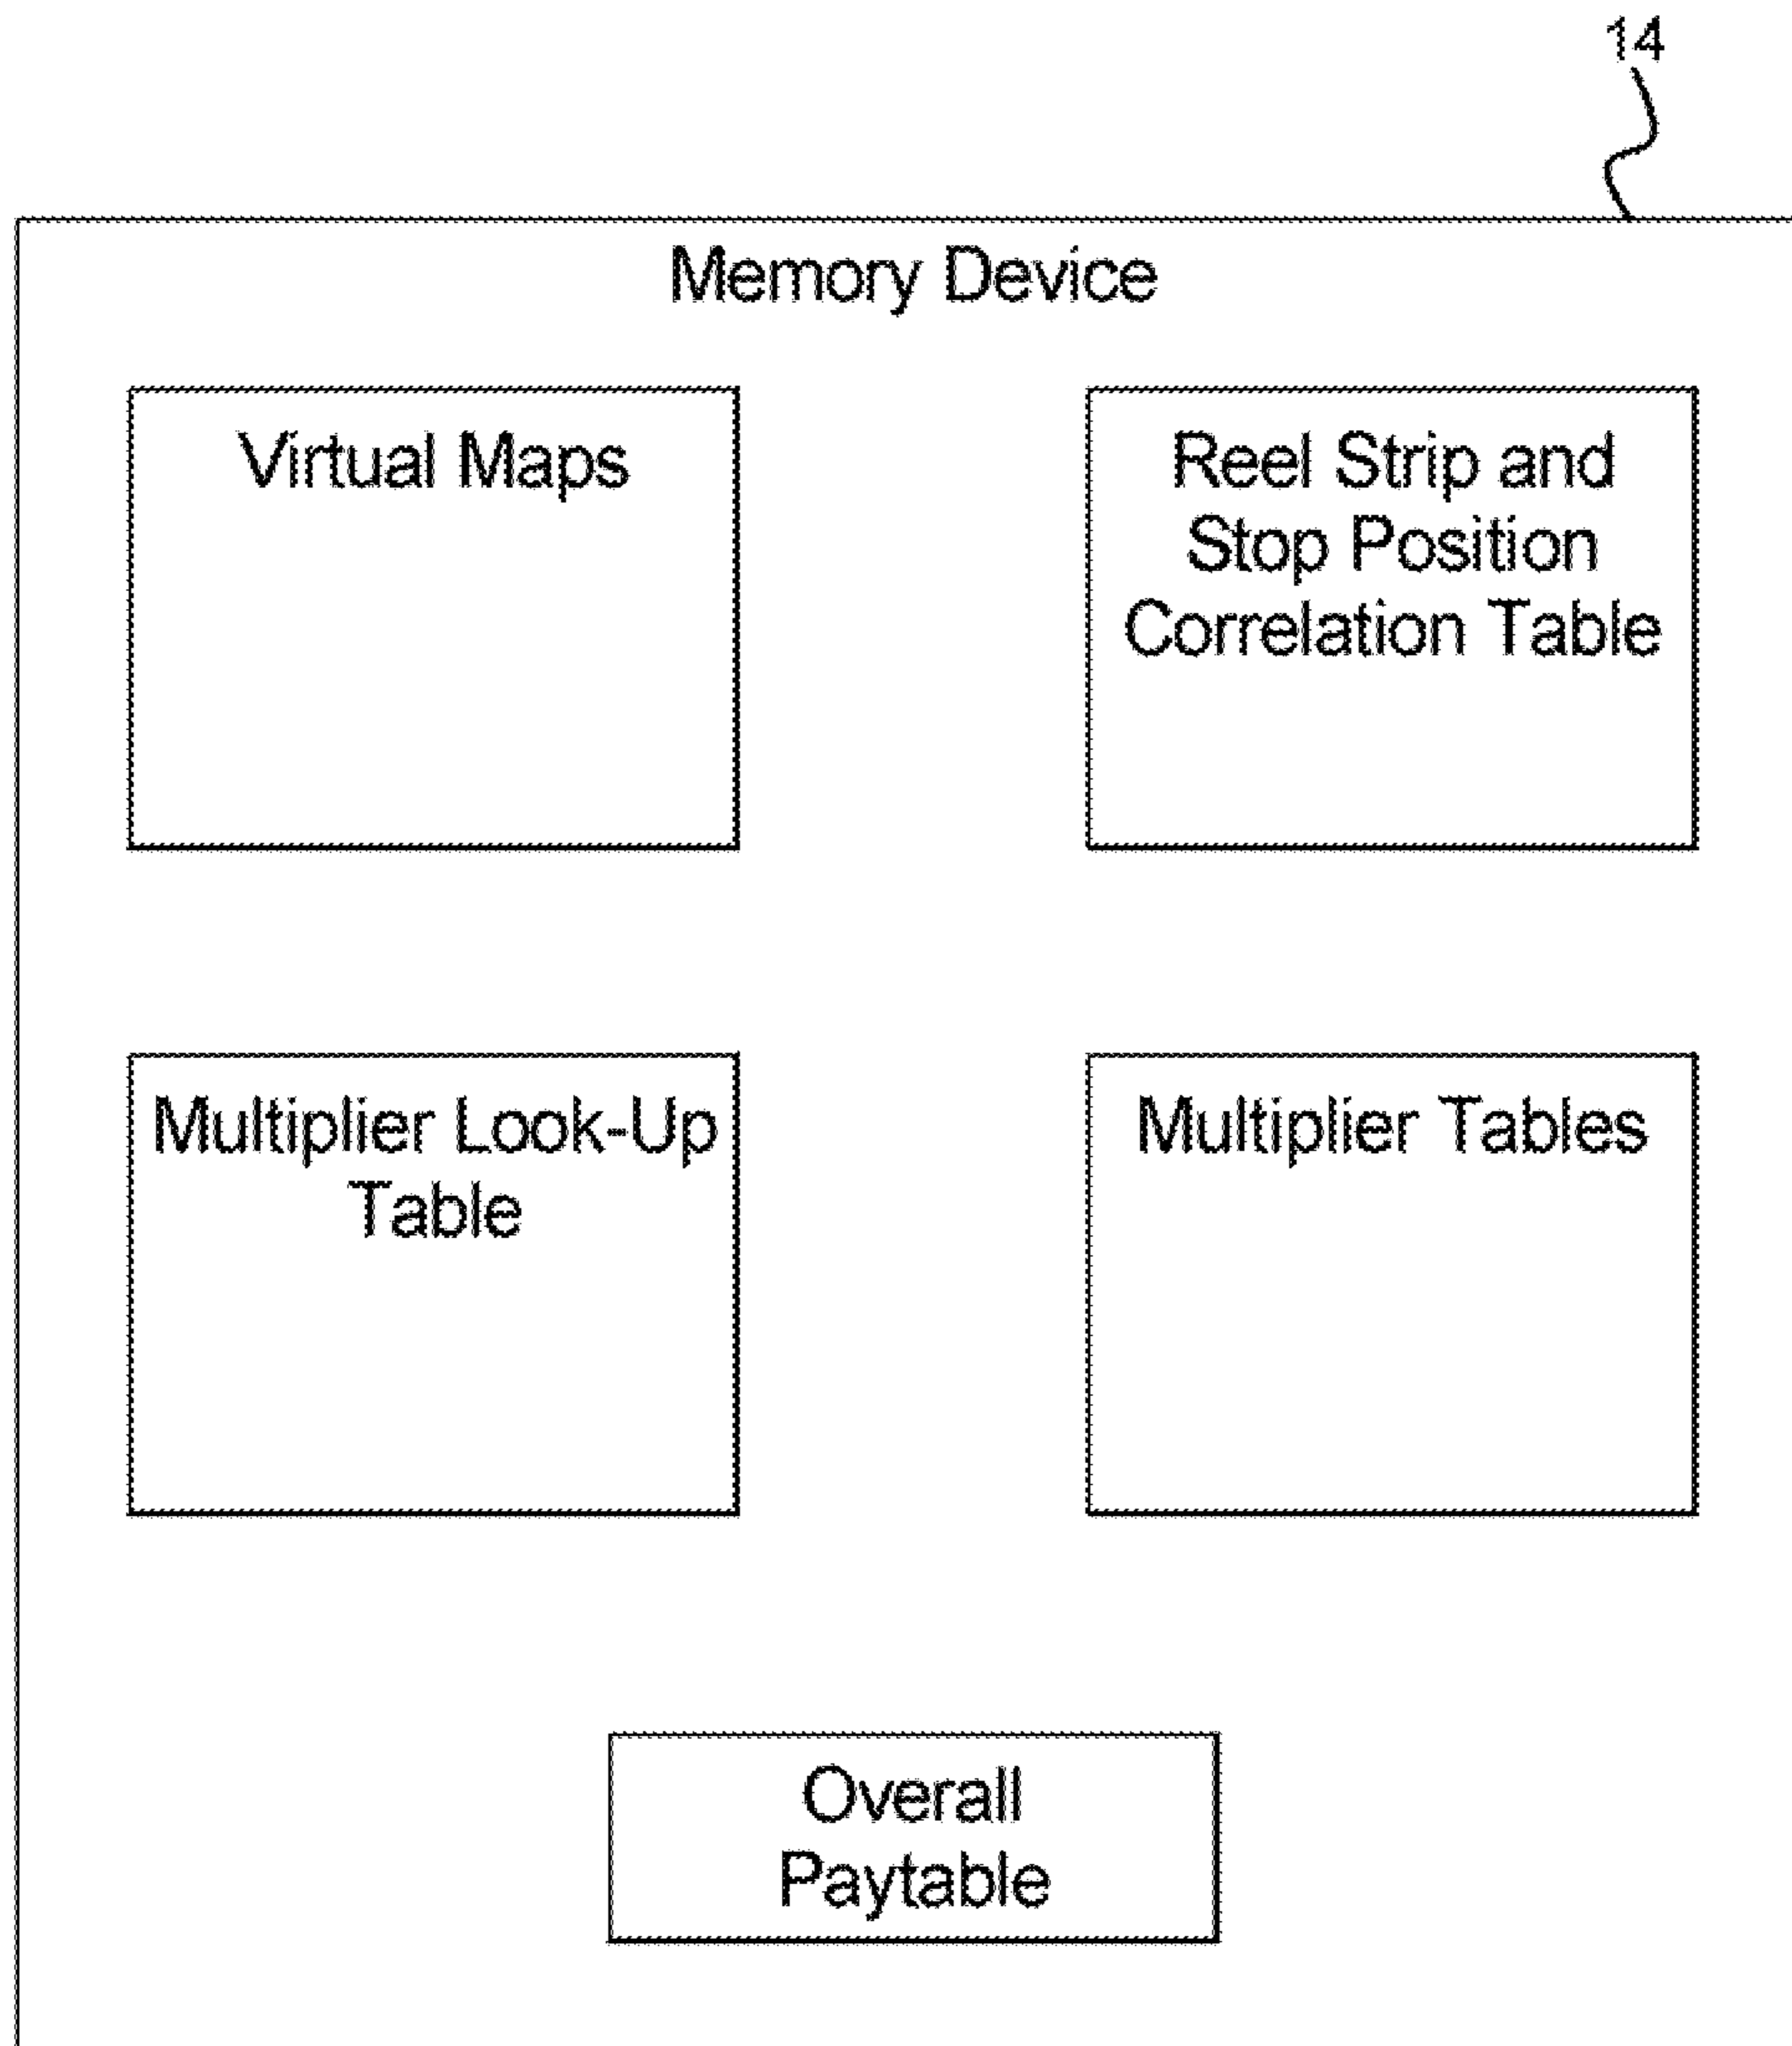 14
Memory Device
Virtual Maps
Reel Strip and
Stop Position
Correlation Table
Multiplier Look-Up
Table
Multiplier Tables
Overall
Paytable